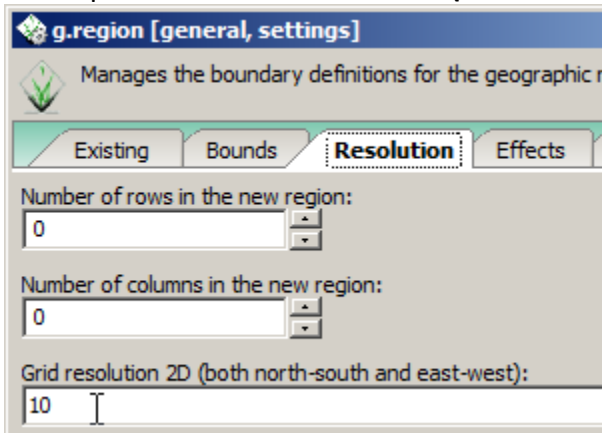 g.region [general, settings]
Manages the boundary definitions for the geographic
Existing Bounds Resolution Effects
Number of rows in the new region:
0
Number of columns in the new region:
0
Grid resolution 2D (both north-south and east-west):
10